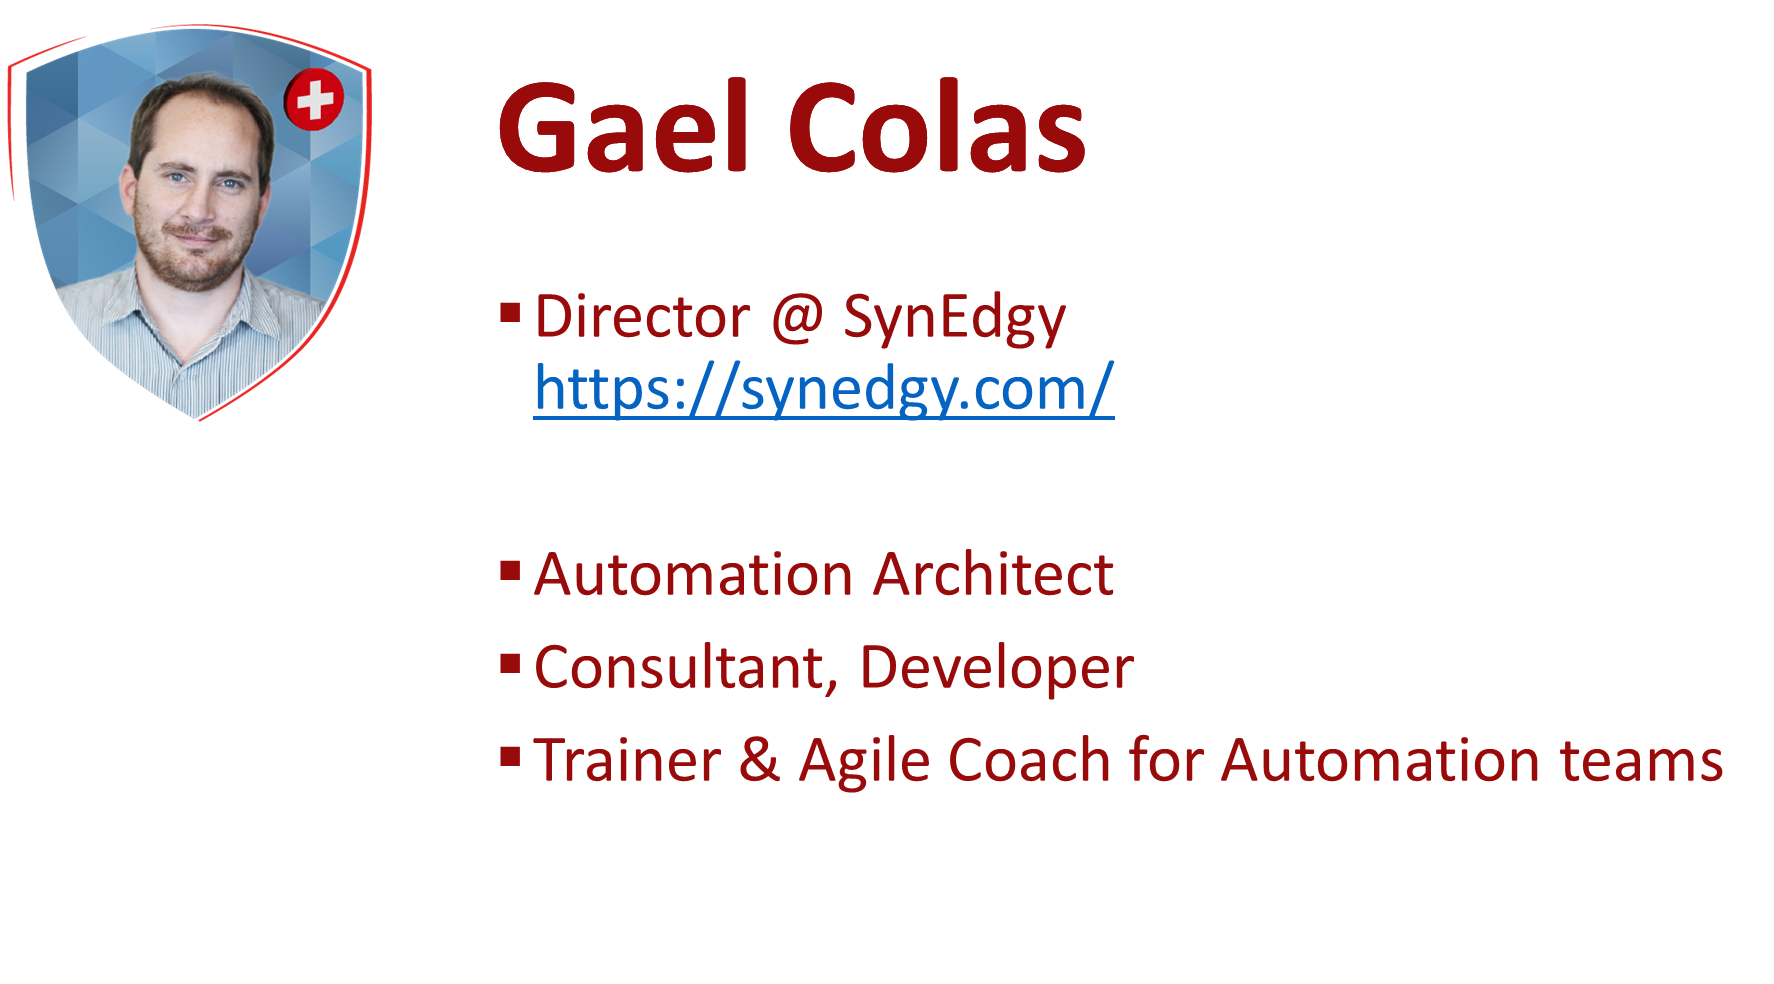 Gael Colas
▪ Director @ SynEdgy
https://synedgy.com/
▪ Automation Architect
▪ Consultant, Developer
▪ Trainer & Agile Coach for Automation teams